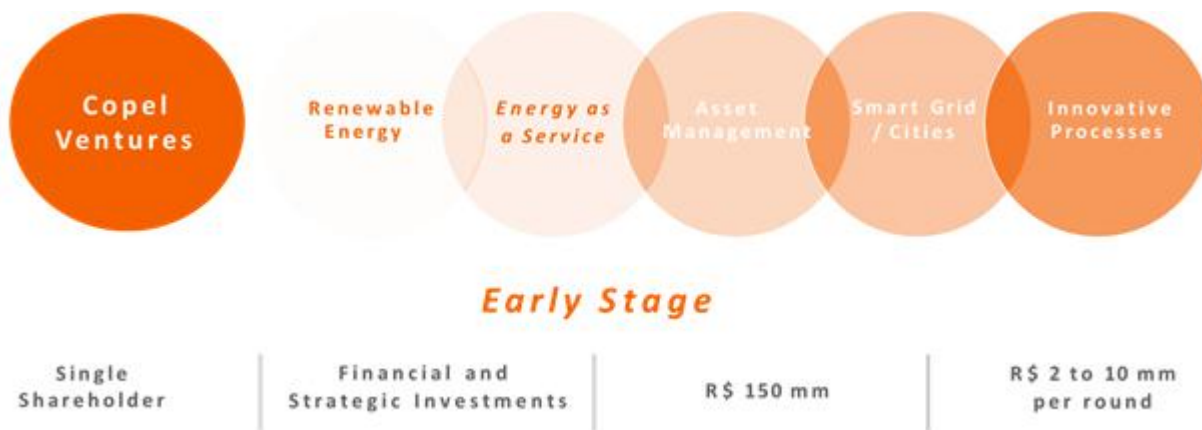 Copel
Ventures
Renewable
Energy
Energy as
a Service
Asset
Management
Smart Grid
/ Cities
Innovative
Processes
Early Stage
Single
Shareholder
Financial and
Strategic Investments
R$ 150 mm
R$ 2 to 10 mm
per round